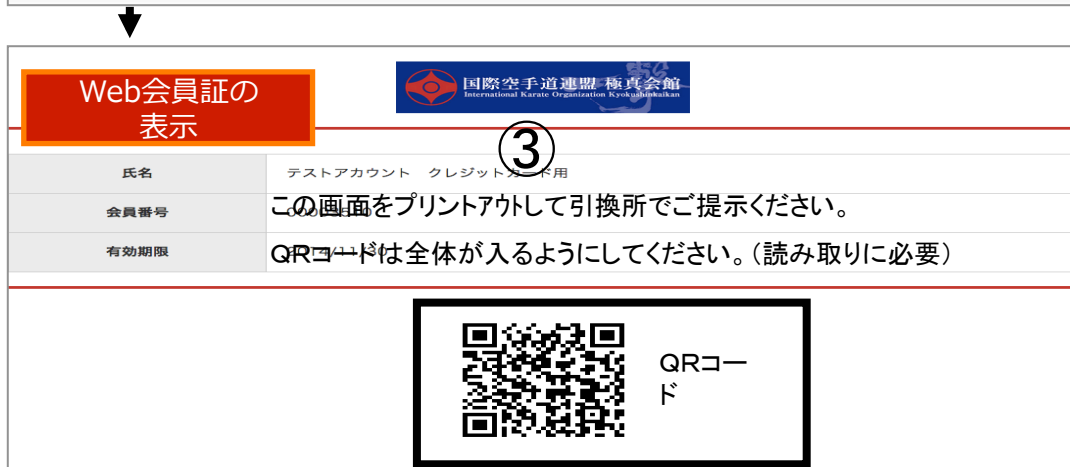 Web会員証の
表示
国際空手道連盟 極真会館
International Karate Organization Kyokushinkaikan
③
氏名
テストアカウント クレジットカード用
会員番号
この画面をプリントアウトして引換所でご提示ください。
有効期限
QRコードは全体が入るようにしてください。(読み取りに必要)
QRコー
ド